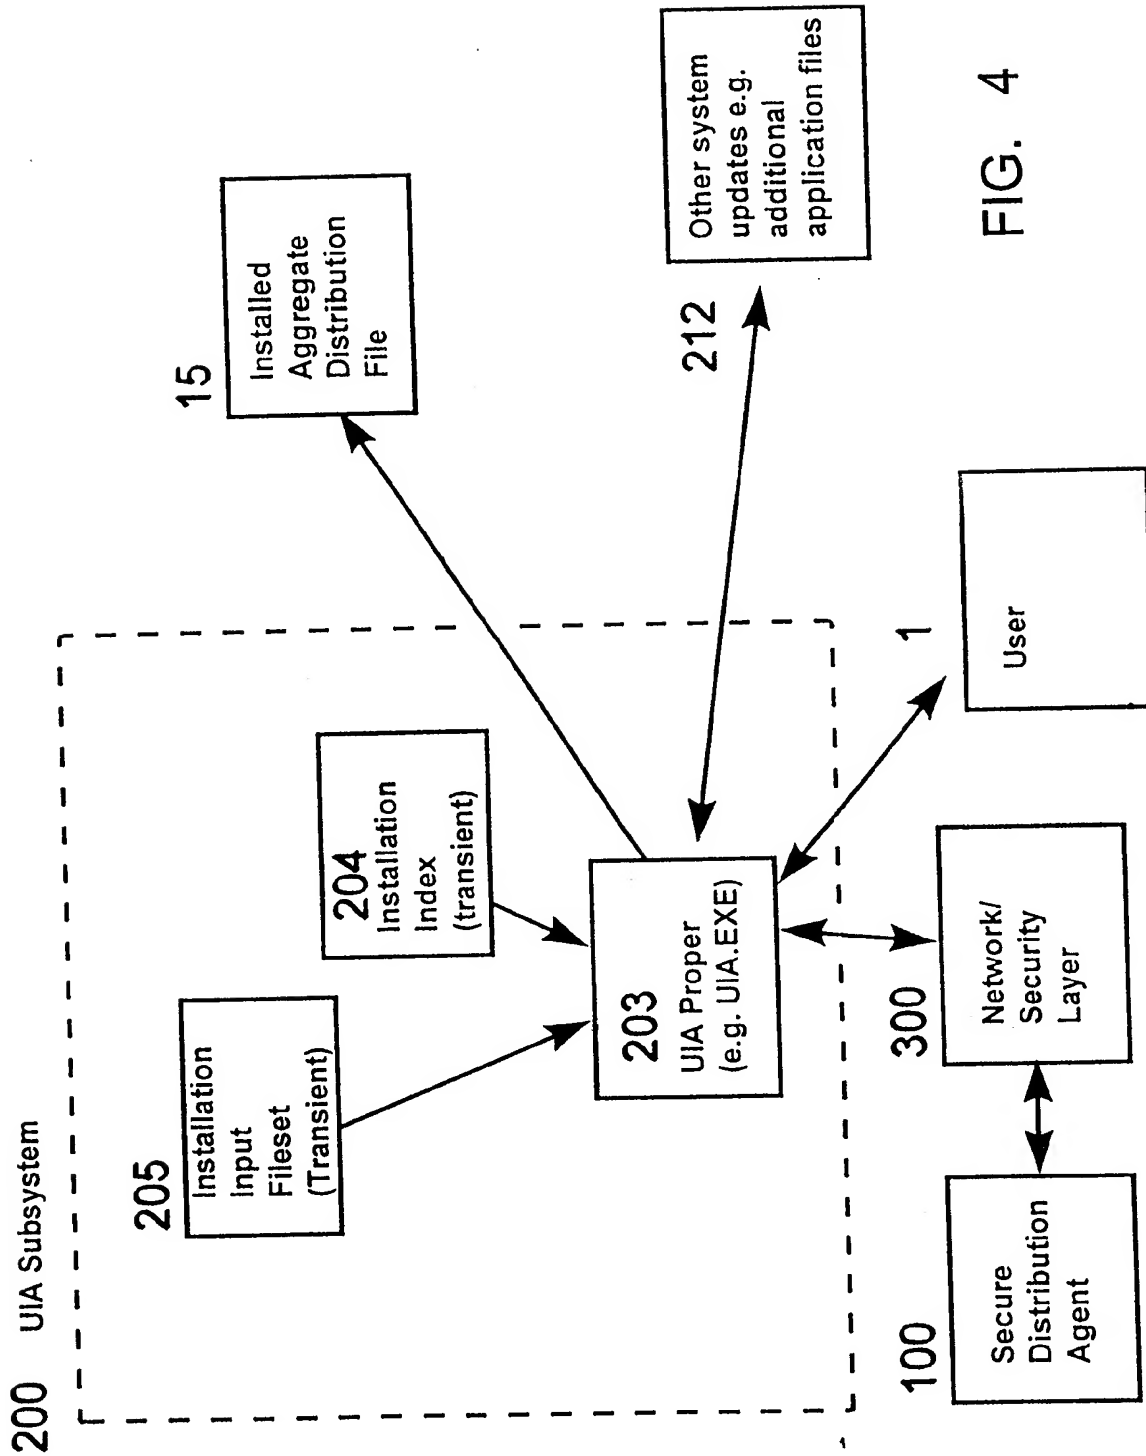 200 UIA Subsystem
205
Installation
Input
Fileset
(Transient)
204
Installation
Index
(transient)
203
UIA Proper
(e.g. UIA.EXE)
15
Installed
Aggregate
Distribution
File
212
Other system
updates e.g.
additional
application files
100
Secure
Distribution
Agent
300
Network/
Security
Layer
1
User
FIG. 4